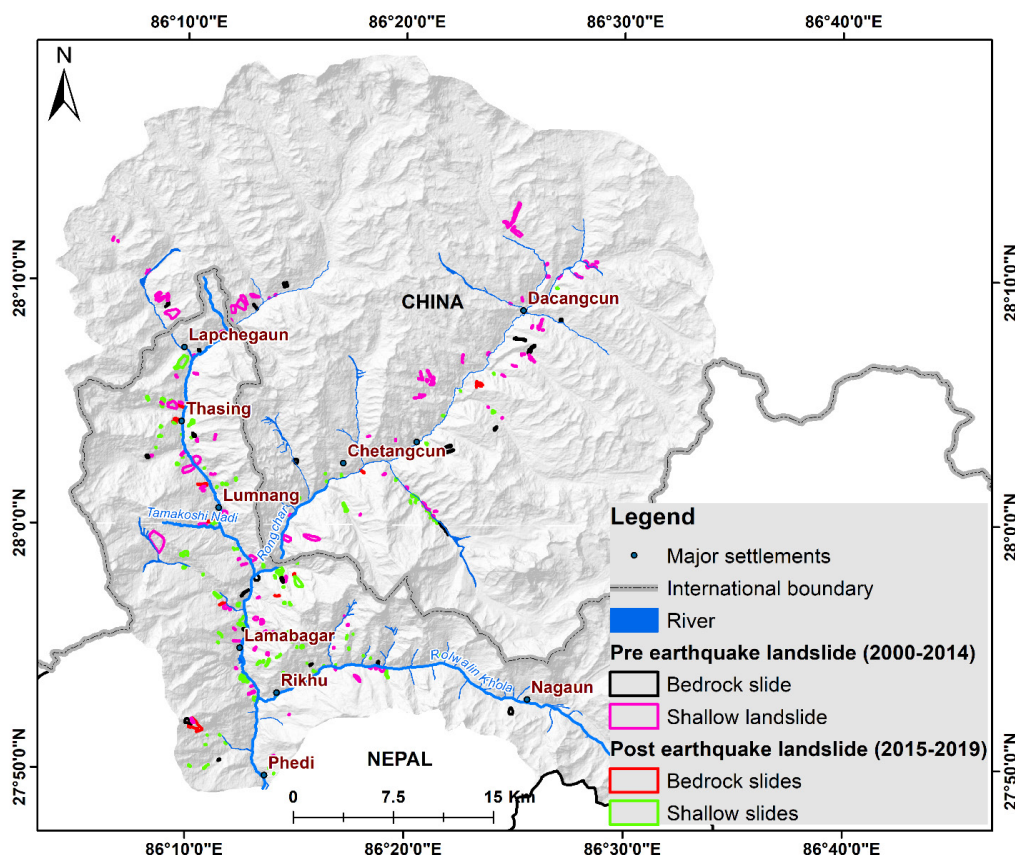 86°10'0"E
86°20'0"E
86°30'0"E
86°40'0"E
N
28°10'0"N
28°10'0"N
CHINA
Dacangcun
Lapchegaun
Thasing
Chetangcun
Lumnang
Tamakoshi Nadi
Rongchar
28°0'0"N
28°0'0"N
Lamabagar
Rolwalin Khola
Rikhu
Nagaun
NEPAL
Phedi
27°50'0"N
27°50'0"N
0 7.5 15 Km
Legend
Major settlements
International boundary
River
Pre earthquake landslide (2000-2014)
Bedrock slide
Shallow landslide
Post earthquake landslide (2015-2019)
Bedrock slides
Shallow slides
86°10'0"E
86°20'0"E
86°30'0"E
86°40'0"E